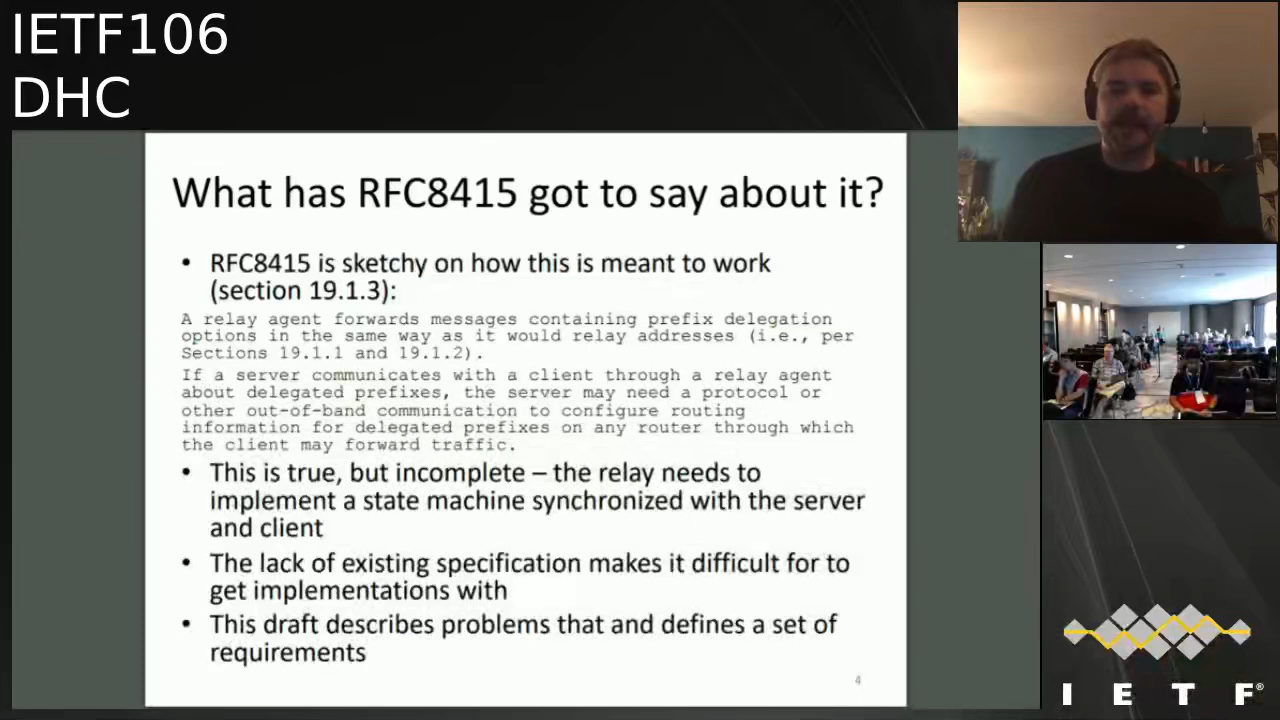 IETF106
DHC
What has RFC8415 got to say about it?
• RFC8415 is sketchy on how this is meant to work
(section 19.1.3):
A relay agent forwards messages containing prefix delegation
options in the same way as it would relay addresses (i.e., per
Sections 19.1.1 and 19.1.2).
If a server communicates with a client through a relay agent
about delegated prefixes, the server may need a protocol or
other out-of-band communication to configure routing
information for delegated prefixes on any router through which
the client may forward traffic.
• This is true, but incomplete – the relay needs to
implement a state machine synchronized with the server
and client
• The lack of existing specification makes it difficult for to
get implementations with
• This draft describes problems that and defines a set of
requirements
4
I E T F®